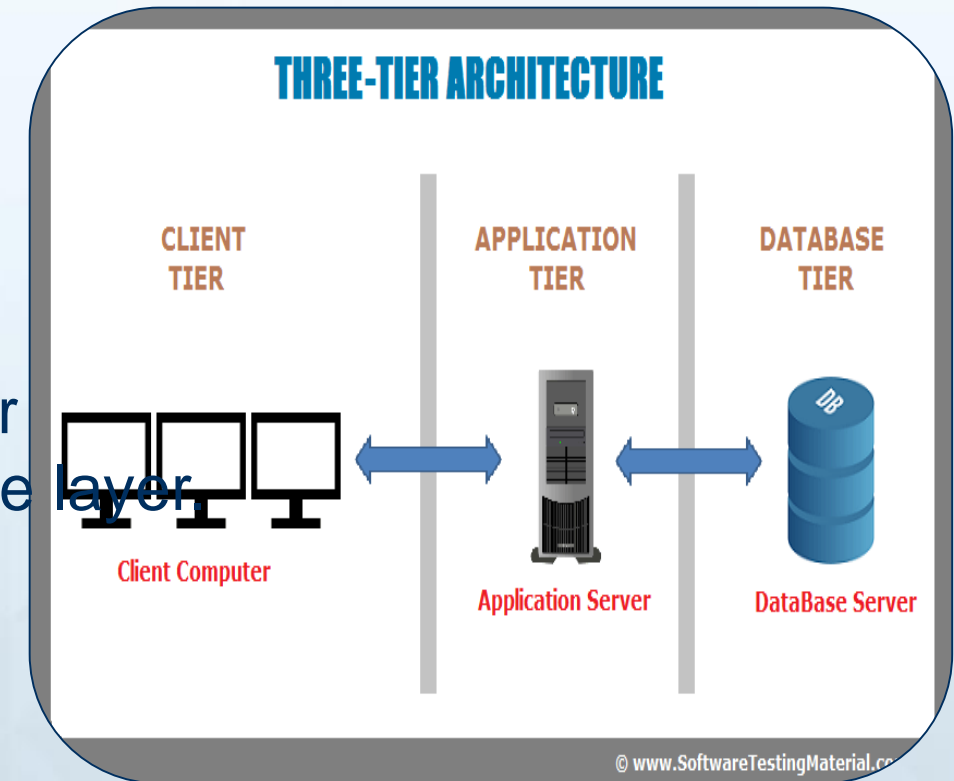 THREE-TIER ARCHITECTURE
CLIENT
TIER
APPLICATION
TIER
DATABASE
TIER
r
e layer.
DB
Client Computer
Application Server
DataBase Server
© www.SoftwareTestingMaterial.co